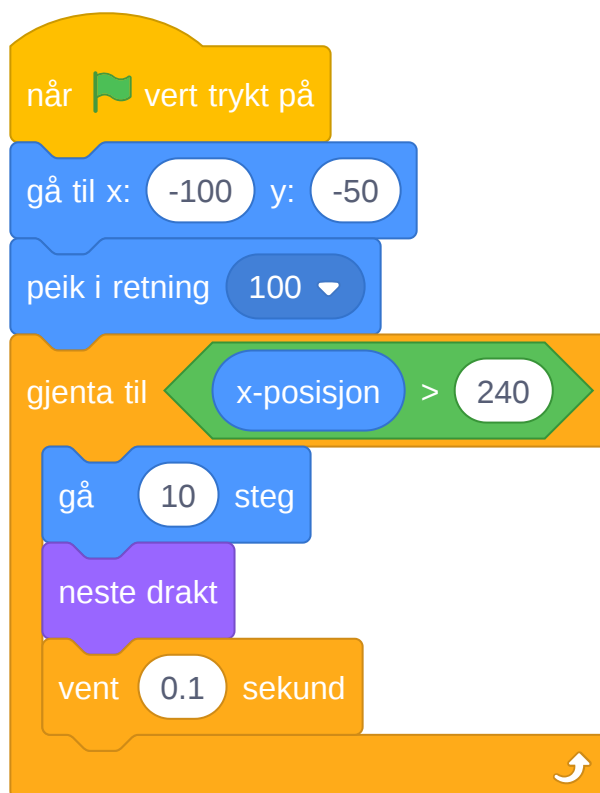 når vert trykt på
gå til x: -100 y: -50
peik i retning 100
gjenta til x-posisjon > 240
gå 10 steg
neste drakt
vent 0.1 sekund